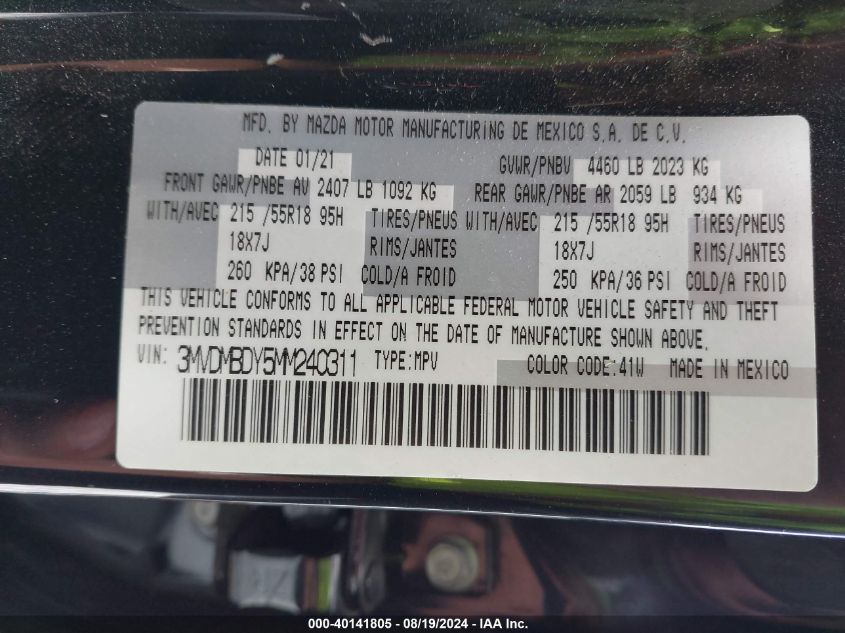 MFD. BY MAZDA MOTOR MANUFACTURING DE MEXICO S.A. DE C.V.
DATE 01/21 GVWR/PNBV 4460 LB 2023 KG
FRONT GAWR/PNBE AV 2407 LB 1092 KG REAR GAWR/PNBE AR 2059 LB 934 KG
WITH/AVEC 215 /55R18 95H TIRES/PNEUS WITH/AVEC 215 /55R18 95H TIRES/PNEUS
18X7J RIMS/JANTES 18X7J RIMS/JANTES
260 KPA/38 PSI COLD/A FROID 250 KPA/36 PSI COLD/A FROID
THIS VEHICLE CONFORMS TO ALL APPLICABLE FEDERAL MOTOR VEHICLE SAFETY AND THEFT
PREVENTION STANDARDS IN EFFECT ON THE DATE OF MANUFACTURE SHOWN ABOVE.
VIN: 3MVDMBDY5MM240311 TYPE:MPV COLOR CODE:41W MADE IN MEXICO
000-40141805 - 08/19/2024 - IAA Inc.